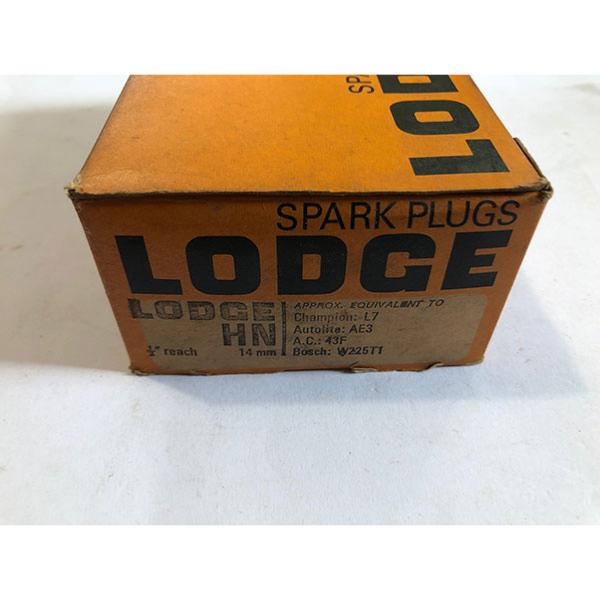 SP
LOD
SPARK PLUGS
LODGE
LODGE
HN
½" reach 14 mm
APPROX. EQUIVALENT TO
Champion: L7
Autolite: AE3
A.C.: 43F
Bosch: W225T1